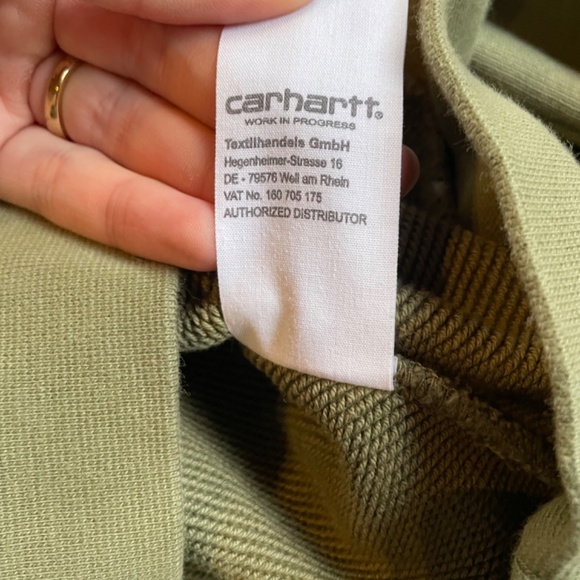 carhartt®
WORK IN PROGRESS
Textilhandels GmbH
Hegenheimer-Strasse 16
DE - 79576 Weil am Rhein
VAT No. 160 705 175
AUTHORIZED DISTRIBUTOR